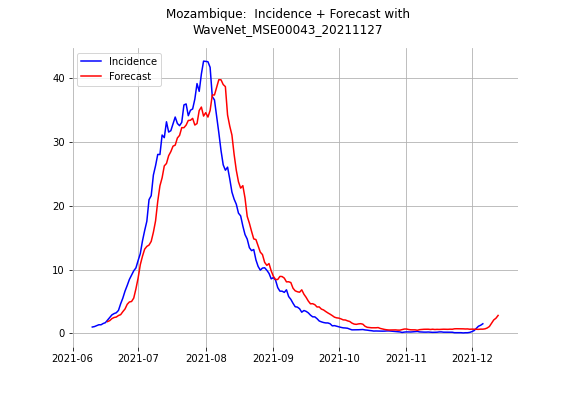 Mozambique:  Incidence + Forecast with
WaveNet_MSE00043_20211127
Incidence
Forecast
40
30
20
10
0
2021-06 2021-07 2021-08 2021-09 2021-10 2021-11 2021-12